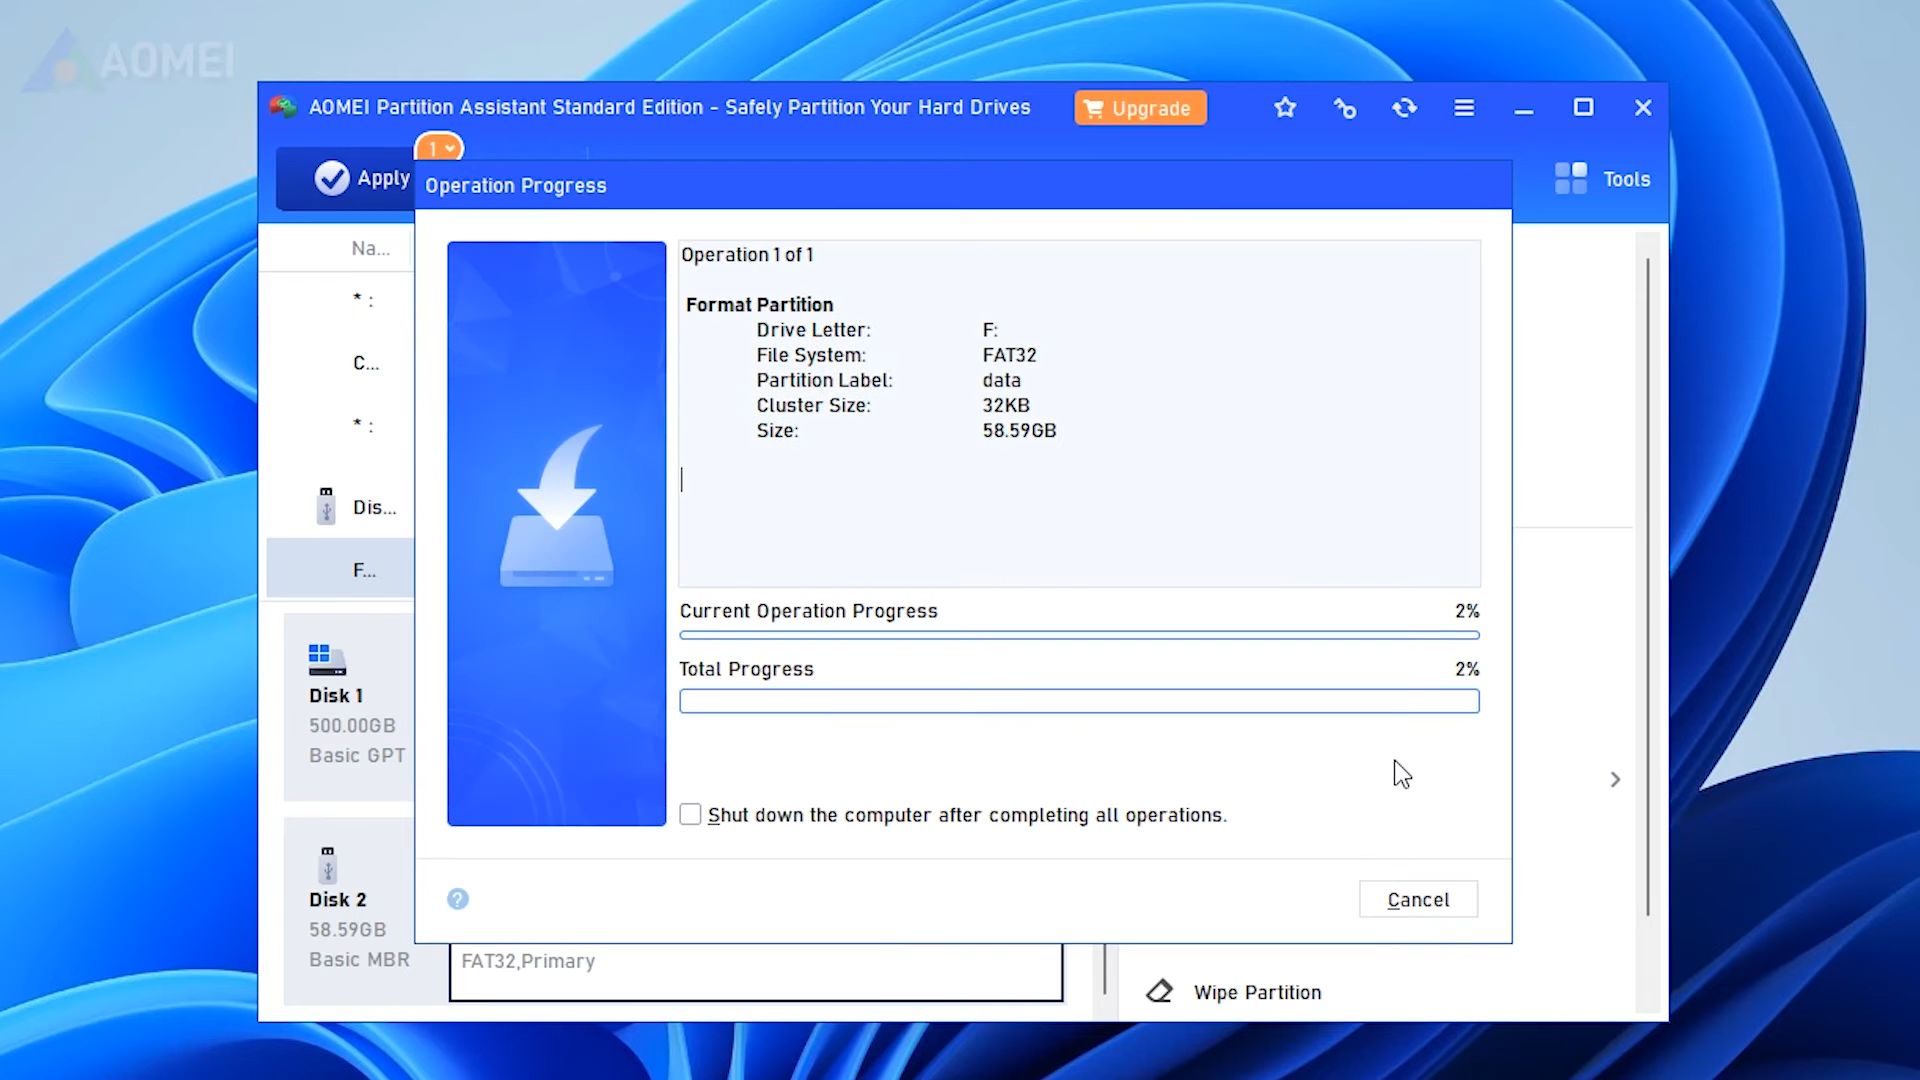 AOMEI
AOMEI Partition Assistant Standard Edition - Safely Partition Your Hard Drives
Upgrade
1
Apply
Operation Progress
Tools
Na...
Operation 1 of 1
* :
Format Partition
Drive Letter: F:
File System: FAT32
C...
Partition Label: data
Cluster Size: 32KB
* :
Size: 58.59GB
Dis...
F...
Current Operation Progress 2%
Total Progress 2%
Disk 1
500.00GB
Basic GPT
Shut down the computer after completing all operations.
Disk 2
58.59GB
Basic MBR
?
Cancel
FAT32,Primary
Wipe Partition